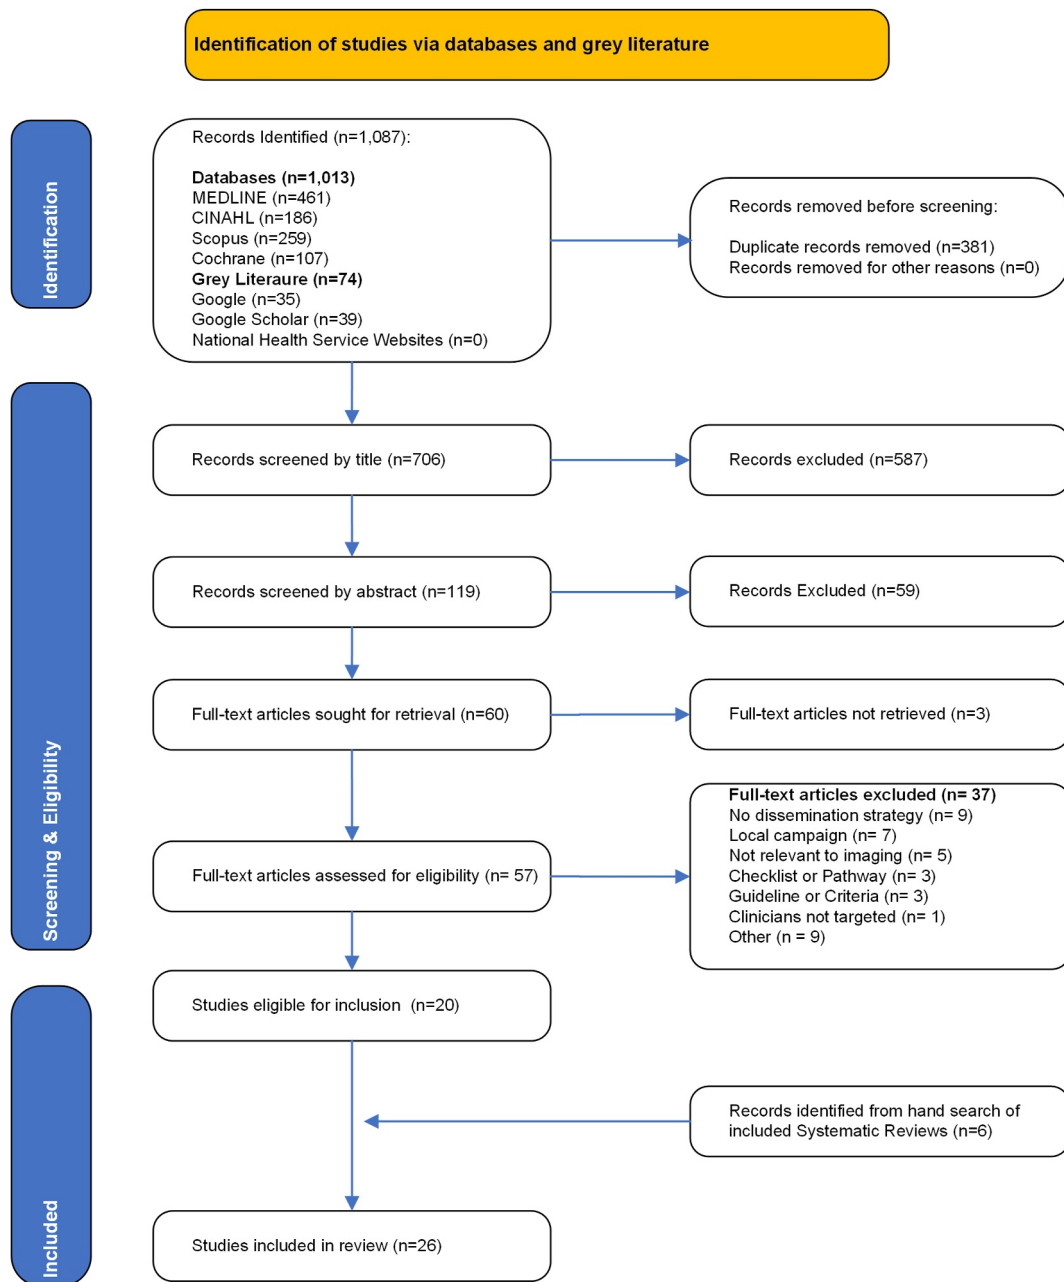 Identification of studies via databases and grey literature
Identification
Records Identified (n=1,087):
Databases (n=1,013)
MEDLINE (n=461)
CINAHL (n=186)
Scopus (n=259)
Cochrane (n=107)
Grey Literaure (n=74)
Google (n=35)
Google Scholar (n=39)
National Health Service Websites (n=0)
Records removed before screening:
Duplicate records removed (n=381)
Records removed for other reasons (n=0)
Screening & Eligibility
Records screened by title (n=706)
Records excluded (n=587)
Records screened by abstract (n=119)
Records Excluded (n=59)
Full-text articles sought for retrieval (n=60)
Full-text articles not retrieved (n=3)
Full-text articles assessed for eligibility (n= 57)
Full-text articles excluded (n= 37)
No dissemination strategy (n= 9)
Local campaign (n= 7)
Not relevant to imaging (n= 5)
Checklist or Pathway (n= 3)
Guideline or Criteria (n= 3)
Clinicians not targeted (n= 1)
Other (n = 9)
Included
Studies eligible for inclusion (n=20)
Records identified from hand search of
included Systematic Reviews (n=6)
Studies included in review (n=26)